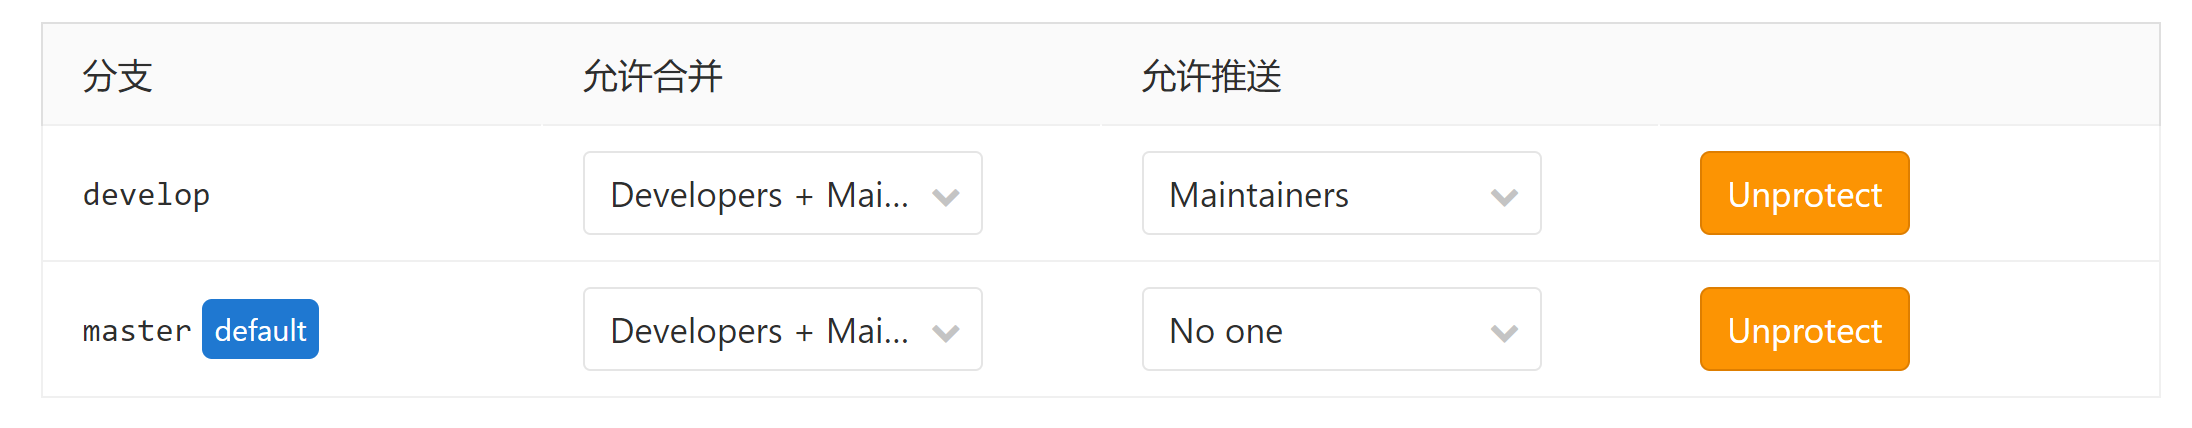 分支 允许合并 允许推送
develop Developers + Mai... Maintainers Unprotect
master default Developers + Mai... No one Unprotect